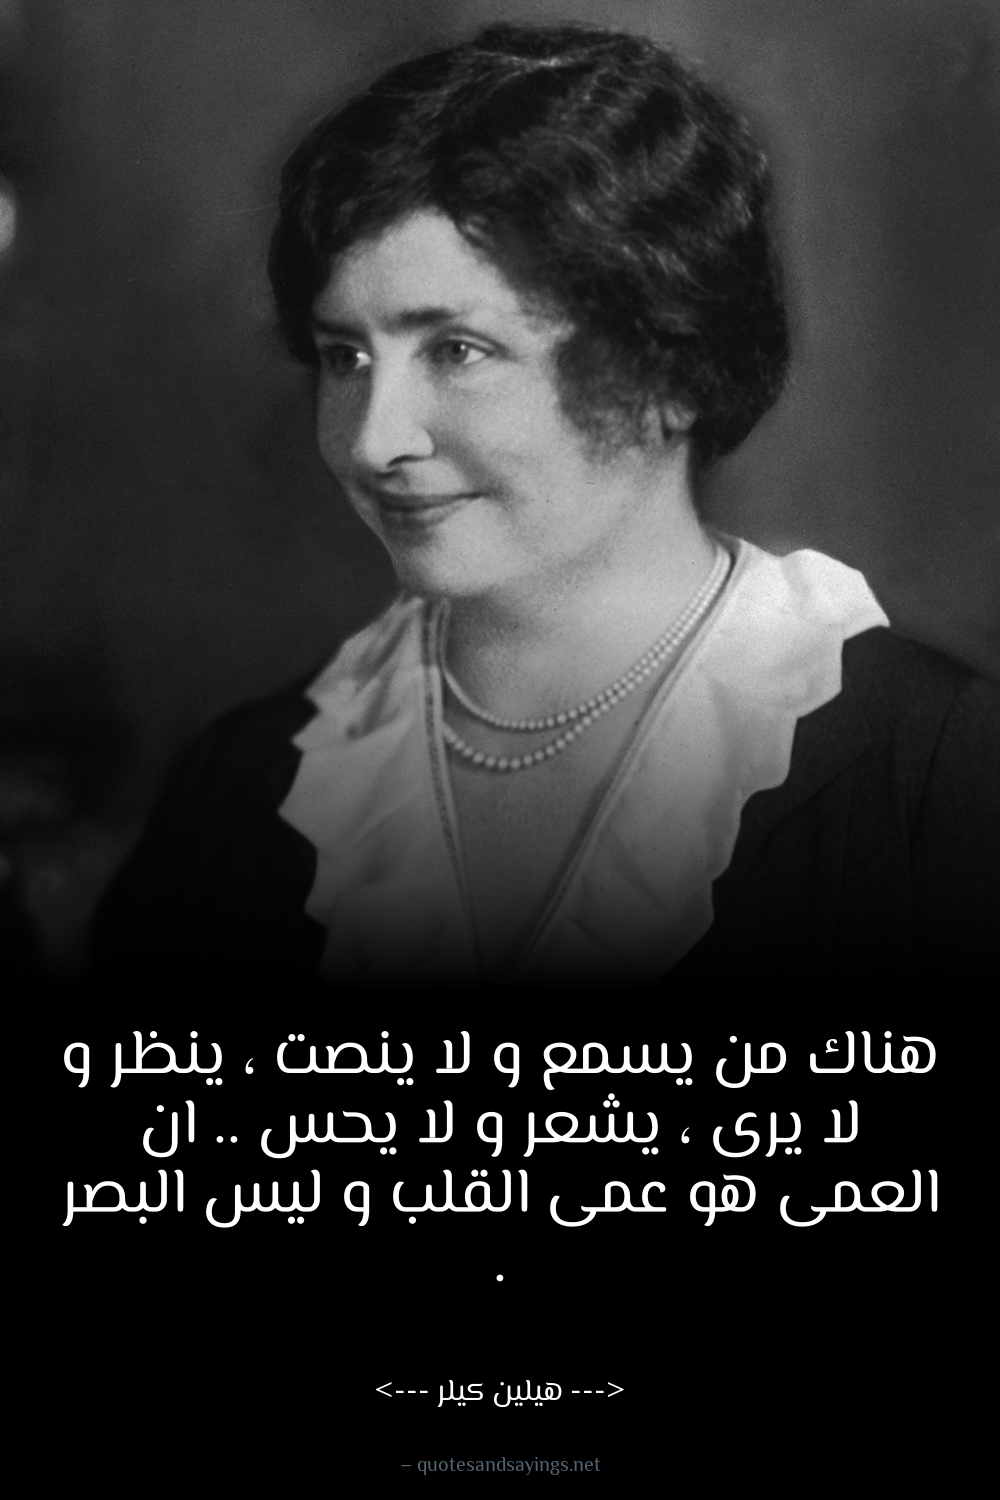 هناك من يسمع و لا ينصت ، ينظر و
لا يرى ، يشعر و لا يحس .. ان
العمى هو عمى القلب و ليس البصر
.
<--- هيلين كيلر --->
– quotesandsayings.net